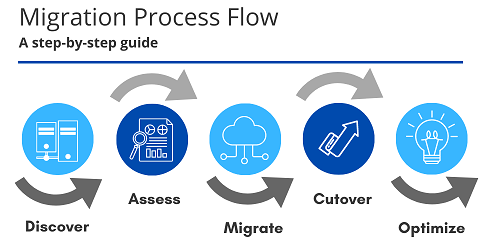 Migration Process Flow
A step-by-step guide
Discover
Assess
Migrate
Cutover
Optimize